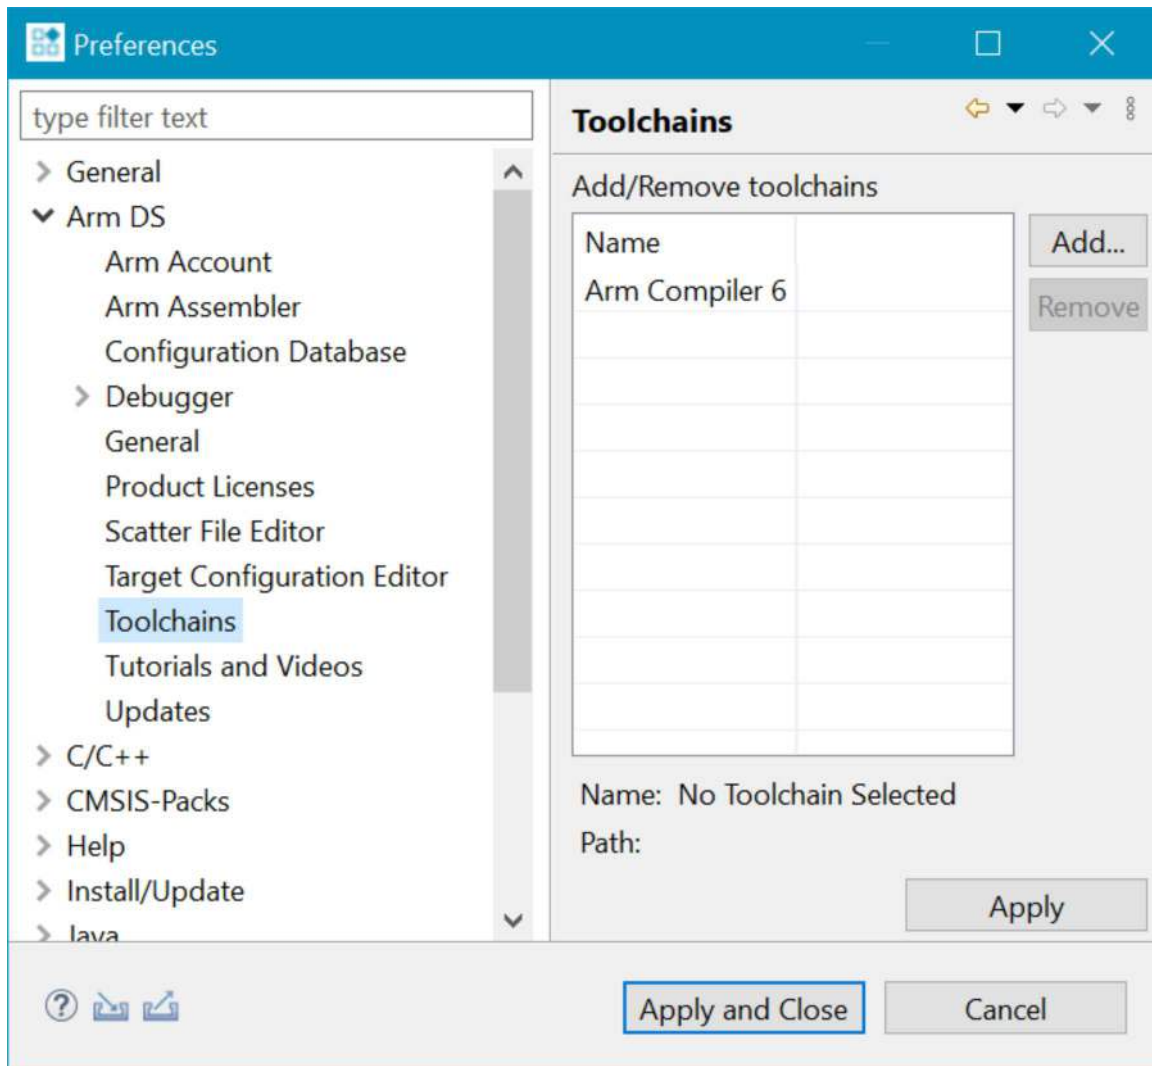 Preferences
type filter text
General
Arm DS
Arm Account
Arm Assembler
Configuration Database
Debugger
General
Product Licenses
Scatter File Editor
Target Configuration Editor
Toolchains
Tutorials and Videos
Updates
C/C++
CMSIS-Packs
Help
Install/Update
Java
Toolchains
Add/Remove toolchains
Name
Arm Compiler 6
Add...
Remove
Name: No Toolchain Selected
Path:
Apply
Apply and Close
Cancel